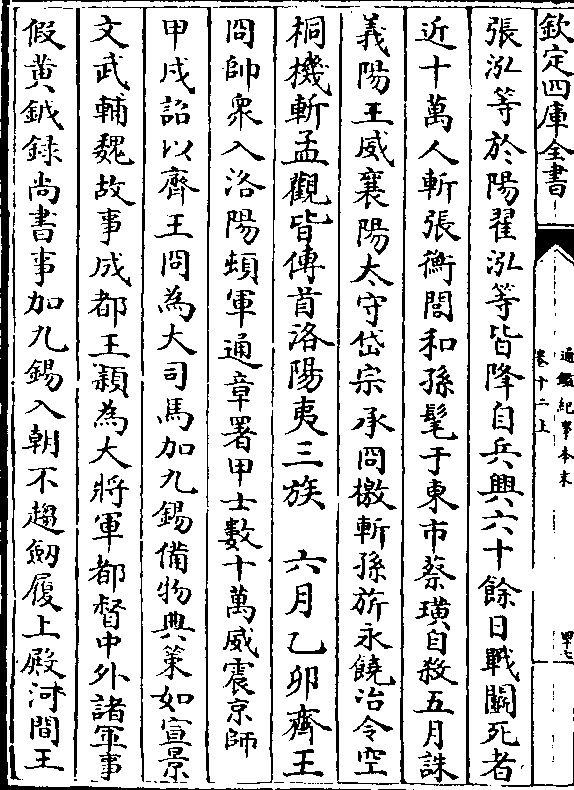 欽定四庫全書
通鑑紀事本末
卷十二上
四七
張泓等於陽翟泓等皆降自兵興六十餘日戰鬬死者
近十萬人斬張衡閭和孫髦于東市蔡璜自殺五月誅
義陽王威襄陽太守岱宗承冏檄斬孫旂永饒冶令空
桐機斬孟觀皆傳首洛陽夷三族　六月乙卯齊王
冏帥衆入洛陽頓軍通章署甲士數十萬威震京師
甲戌詔以齊王冏為大司馬加九錫備物典策如宣景
文武輔魏故事成都王穎為大將軍都督中外諸軍事
假黄鉞録尚書事加九錫入朝不趨劒履上殿河間王